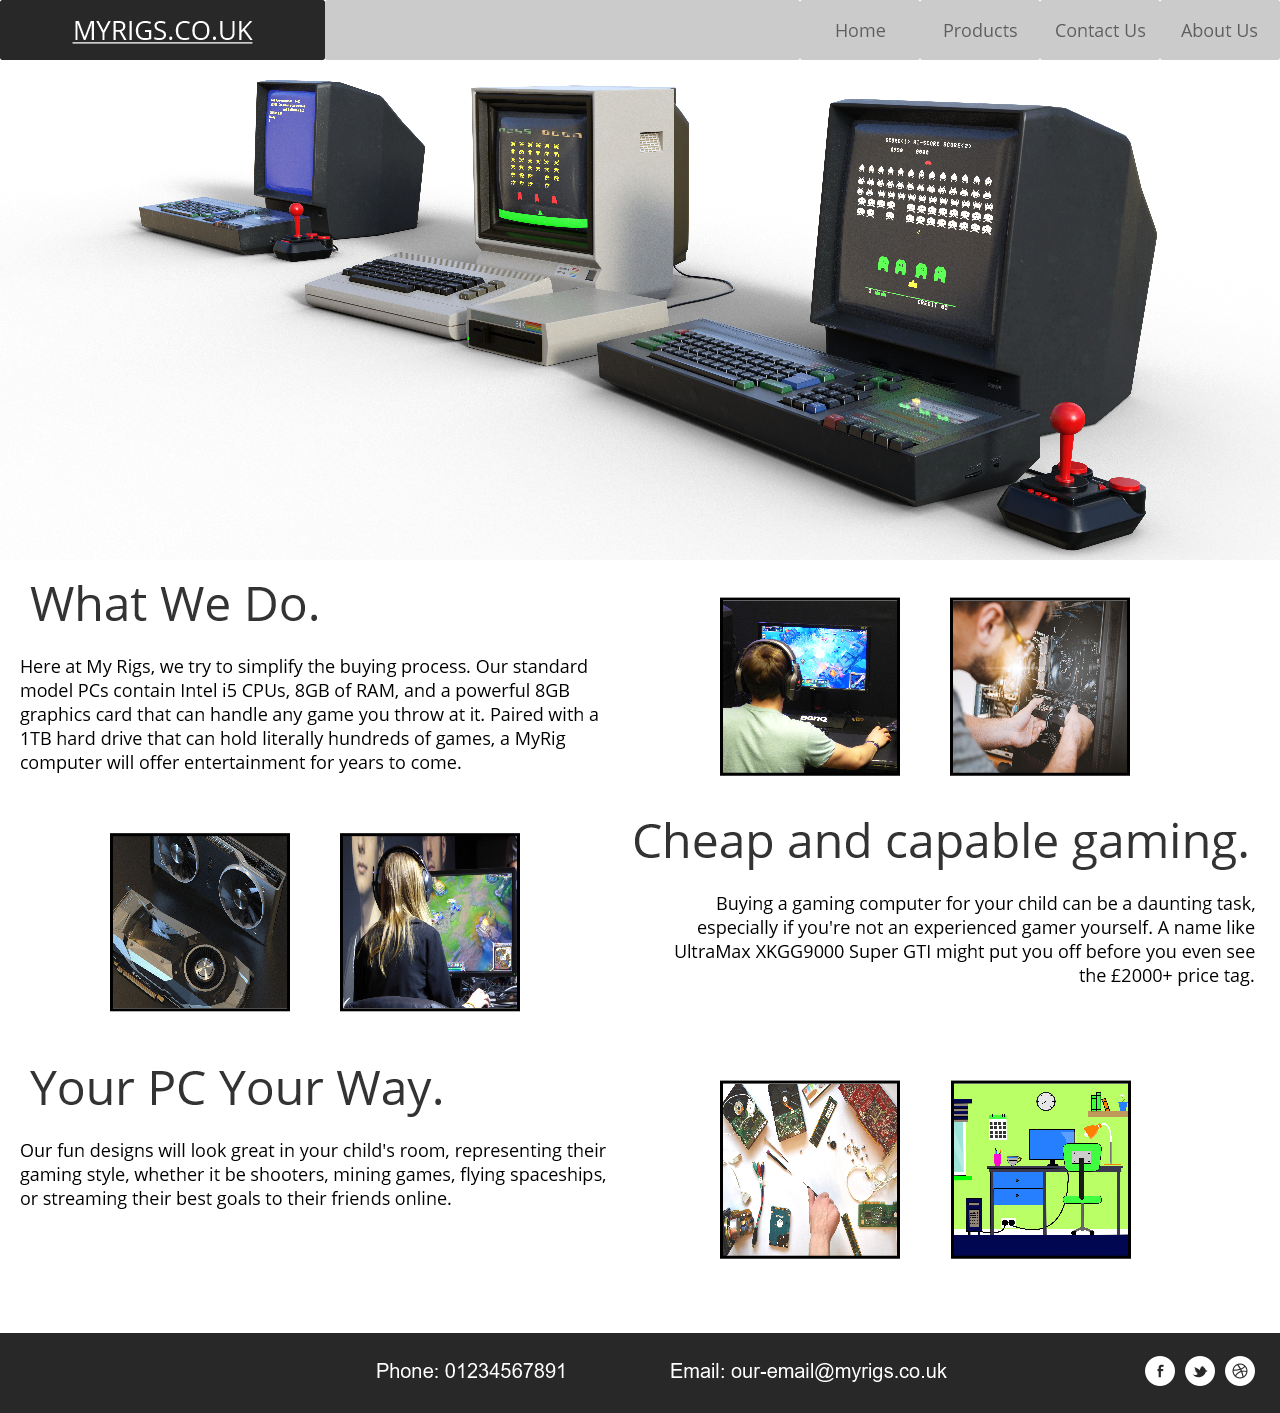 MYRIGS.CO.UK
Home
Products
Contact Us
About Us
What We Do.
Here at My Rigs, we try to simplify the buying process. Our standard
model PCs contain Intel i5 CPUs, 8GB of RAM, and a powerful 8GB
graphics card that can handle any game you throw at it. Paired with a
1TB hard drive that can hold literally hundreds of games, a MyRig
computer will offer entertainment for years to come.
BENQ
Cheap and capable gaming.
Buying a gaming computer for your child can be a daunting task,
especially if you're not an experienced gamer yourself. A name like
UltraMax XKGG9000 Super GTI might put you off before you even see
the £2000+ price tag.
Your PC Your Way.
Our fun designs will look great in your child's room, representing their
gaming style, whether it be shooters, mining games, flying spaceships,
or streaming their best goals to their friends online.
Phone: 01234567891
Email: our-email@myrigs.co.uk